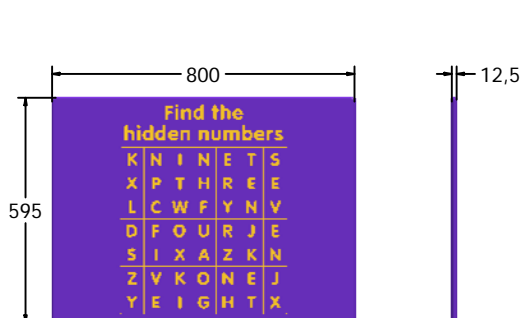 800
12,5
595
Find the
hidden numbers
K N I N E T S
X P T H R E E
L C W F Y N V
D F O U R J E
S I X A Z K N
Z V K O N E J
Y E I G H T X